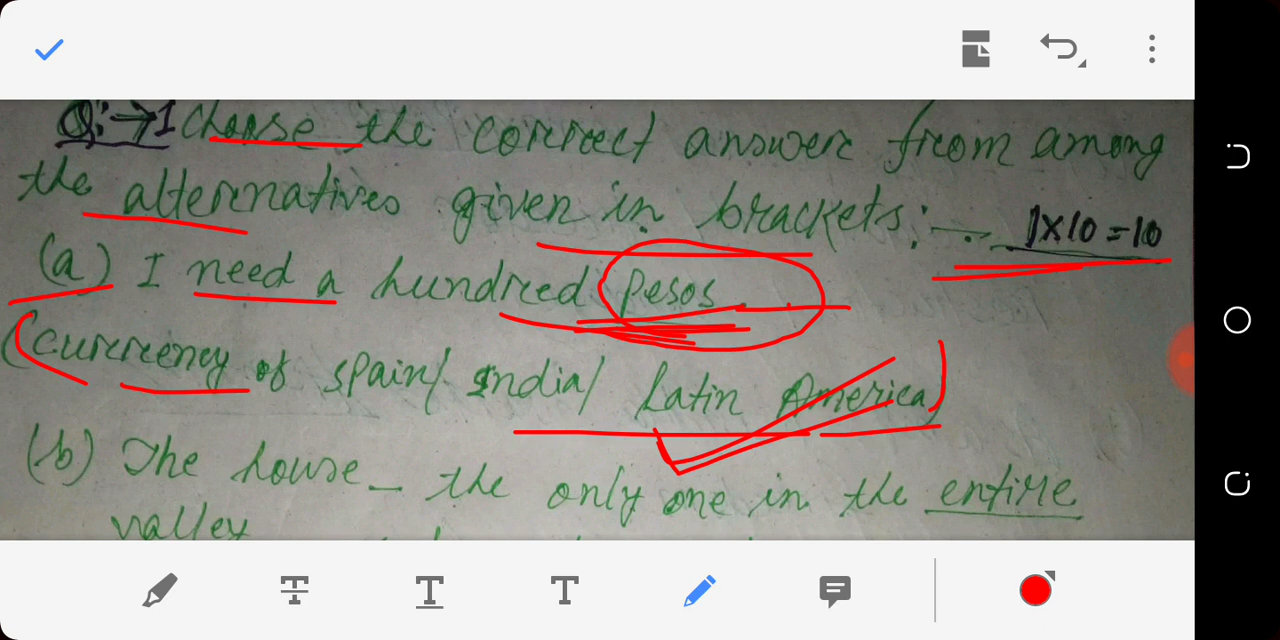 Q:→1 Choose the correct answer from among
the alternatives given in brackets:— 1×10=10
(a) I need a hundred pesos.
(currency of spain/ India/ Latin America)
(b) The house – the only one in the entire
valley